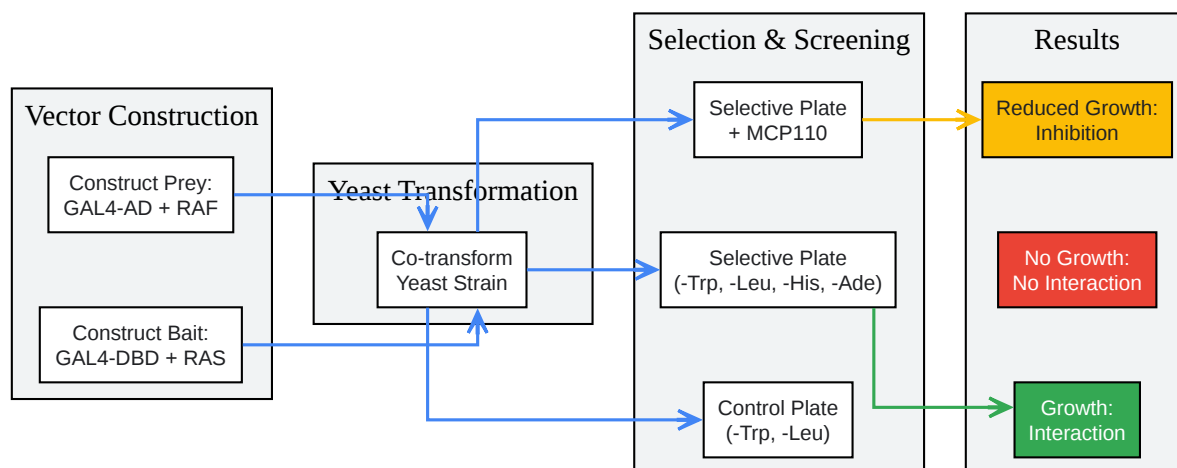 Vector Construction
Construct Prey:
GAL4-AD + RAF
Construct Bait:
GAL4-DBD + RAS
Yeast Transformation
Co-transform
Yeast Strain
Selection & Screening
Selective Plate
+ MCP110
Selective Plate
(-Trp, -Leu, -His, -Ade)
Control Plate
(-Trp, -Leu)
Results
Reduced Growth:
Inhibition
No Growth:
No Interaction
Growth:
Interaction